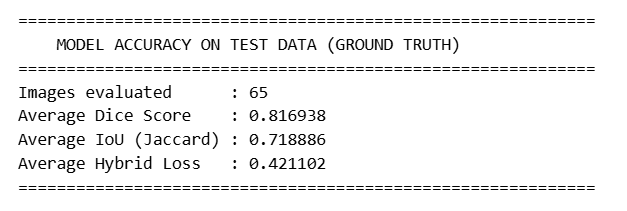 ============================================================
    MODEL ACCURACY ON TEST DATA (GROUND TRUTH)
============================================================
Images evaluated      : 65
Average Dice Score    : 0.816938
Average IoU (Jaccard) : 0.718886
Average Hybrid Loss   : 0.421102
============================================================